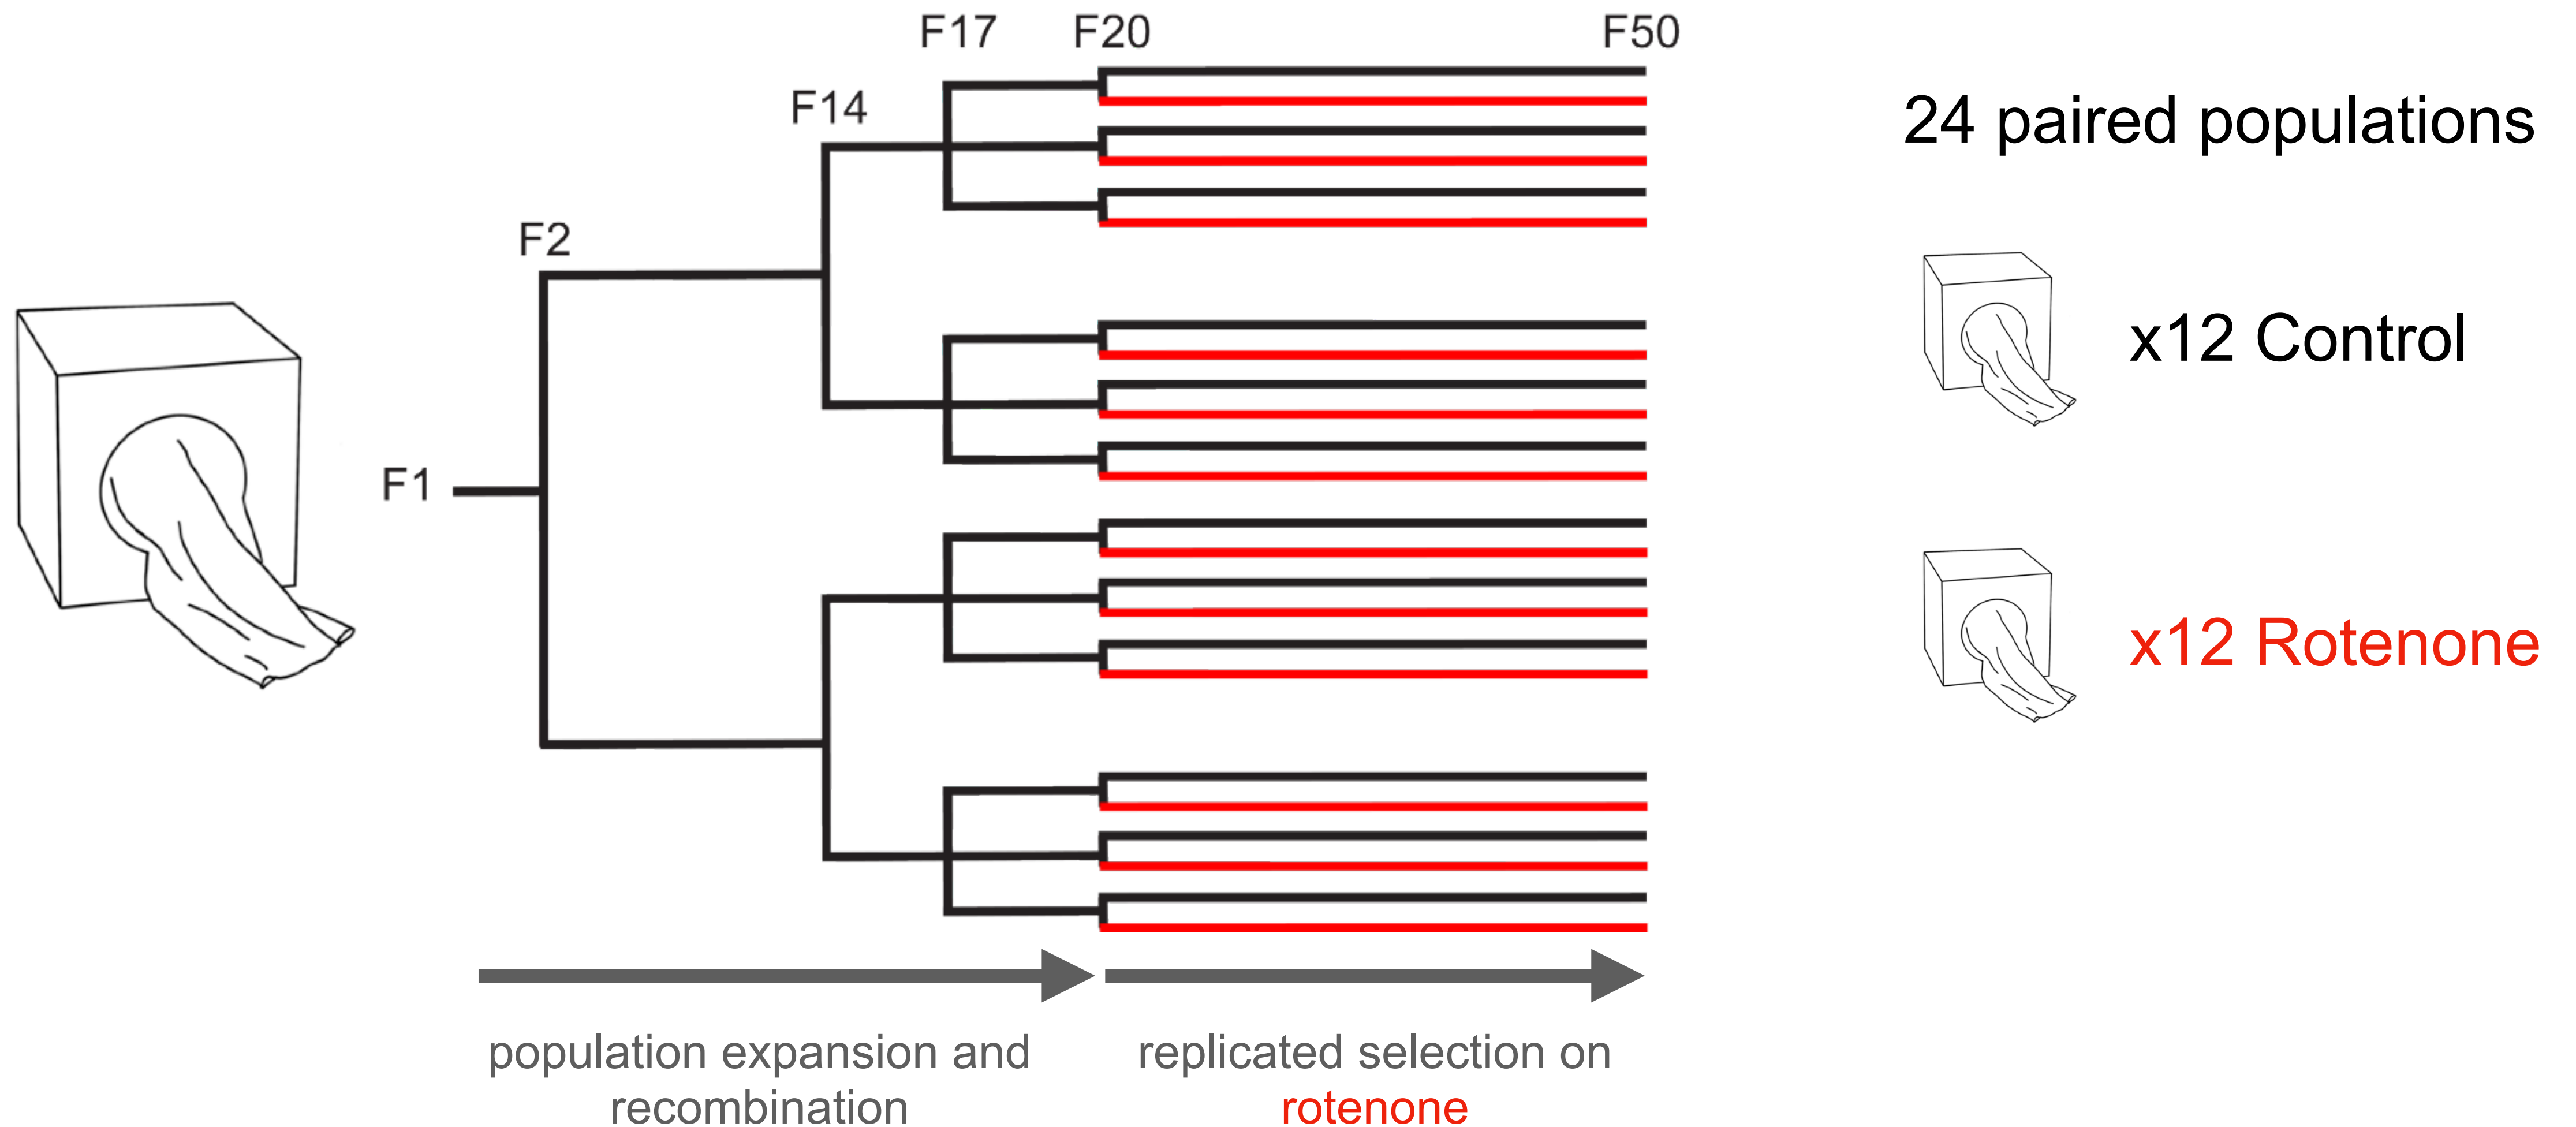 F17
F20
F50
F14
F2
F1
24 paired populations
x12 Control
x12 Rotenone
population expansion and
recombination
replicated selection on
rotenone